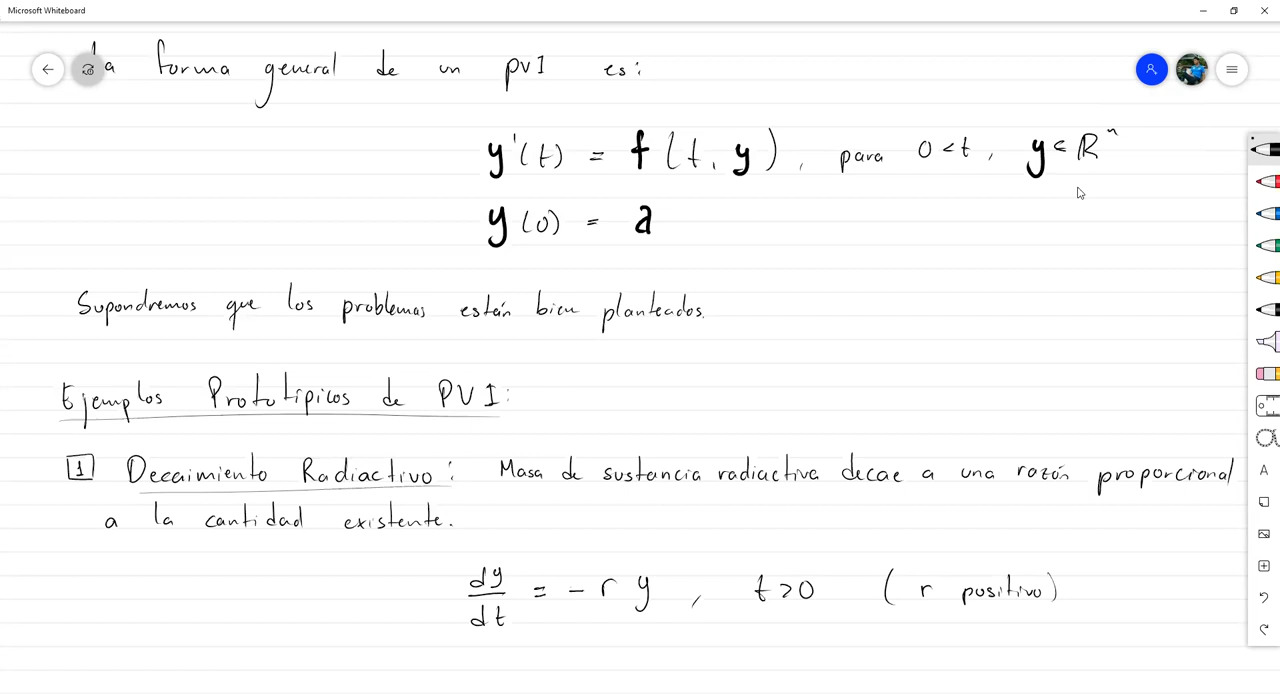 Microsoft Whiteboard
La forma general de un PVI es:
y'(t) = f(t, y), para 0<t, y∈ℝⁿ
y(0) = a
Supondremos que los problemas están bien planteados.
Ejemplos Prototípicos de PVI:
1 Decaimiento Radiactivo: Masa de sustancia radiactiva decae a una razón proporcional
a la cantidad existente.
dy/dt = -r y, t>0 (r positivo)
A